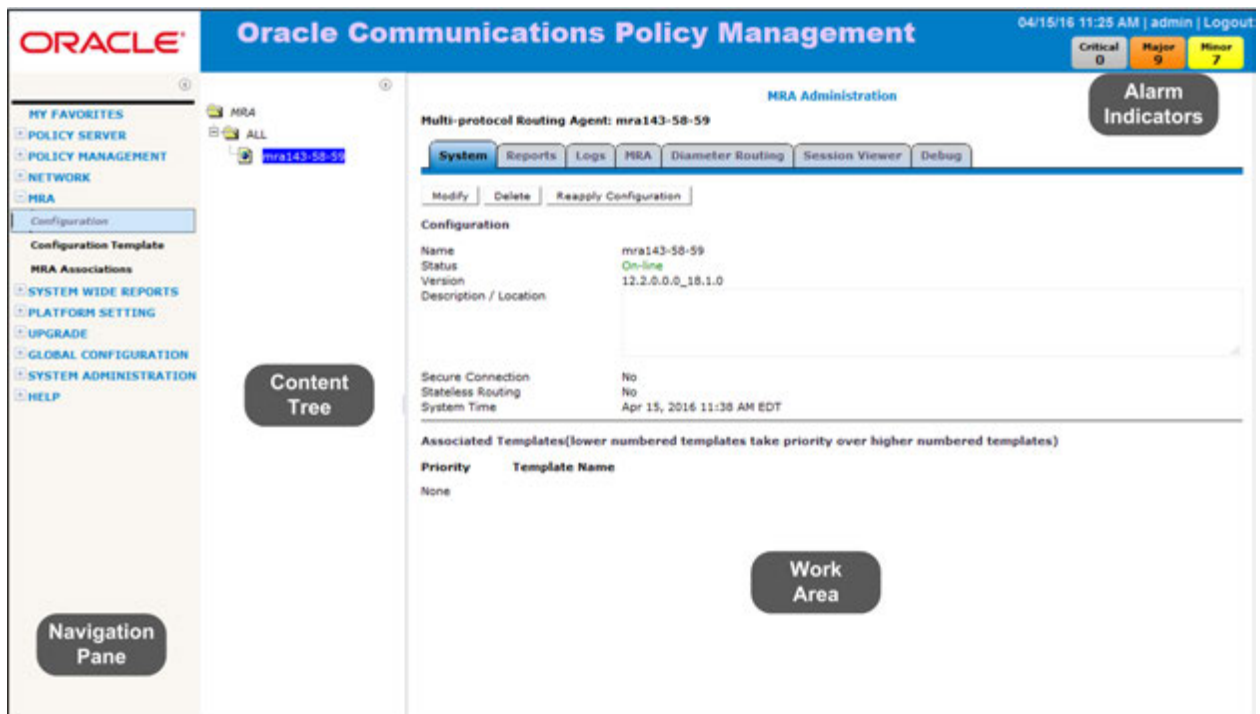 ORACLE
Oracle Communications Policy Management
04/15/16 11:25 AM | admin | Logout
Critical
0
Major
9
Minor
7
Alarm
Indicators
MY FAVORITES
POLICY SERVER
POLICY MANAGEMENT
NETWORK
MRA
Configuration
Configuration Template
MRA Associations
SYSTEM WIDE REPORTS
PLATFORM SETTING
UPGRADE
GLOBAL CONFIGURATION
SYSTEM ADMINISTRATION
HELP
Navigation
Pane
MRA
ALL
mra143-58-59
Content
Tree
MRA Administration
Multi-protocol Routing Agent: mra143-58-59
System Reports Logs MRA Diameter Routing Session Viewer Debug
Modify Delete Reapply Configuration
Configuration
Name mra143-58-59
Status On-line
Version 12.2.0.0.0_18.1.0
Description / Location
Secure Connection No
Stateless Routing No
System Time Apr 15, 2016 11:38 AM EDT
Associated Templates(lower numbered templates take priority over higher numbered templates)
Priority Template Name
None
Work
Area